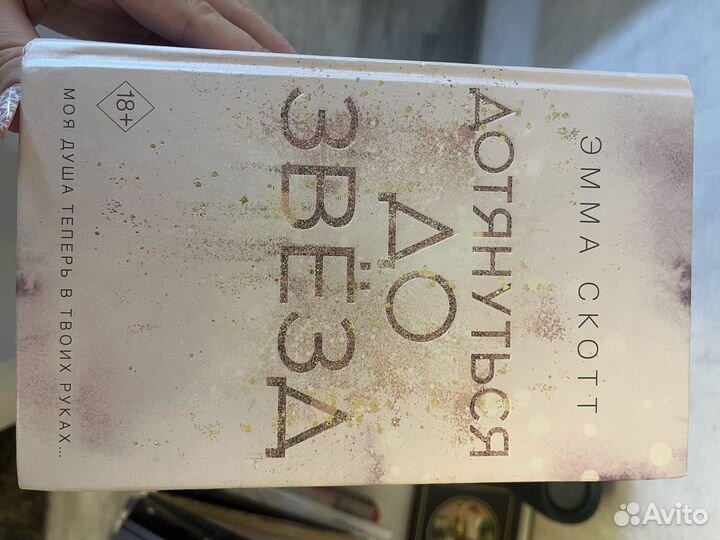 ЭММА СКОТТ
ДОТЯНУТЬСЯ
ДО
ЗВЁЗД
18+
МОЯ ДУША ТЕПЕРЬ В ТВОИХ РУКАХ...
Avito